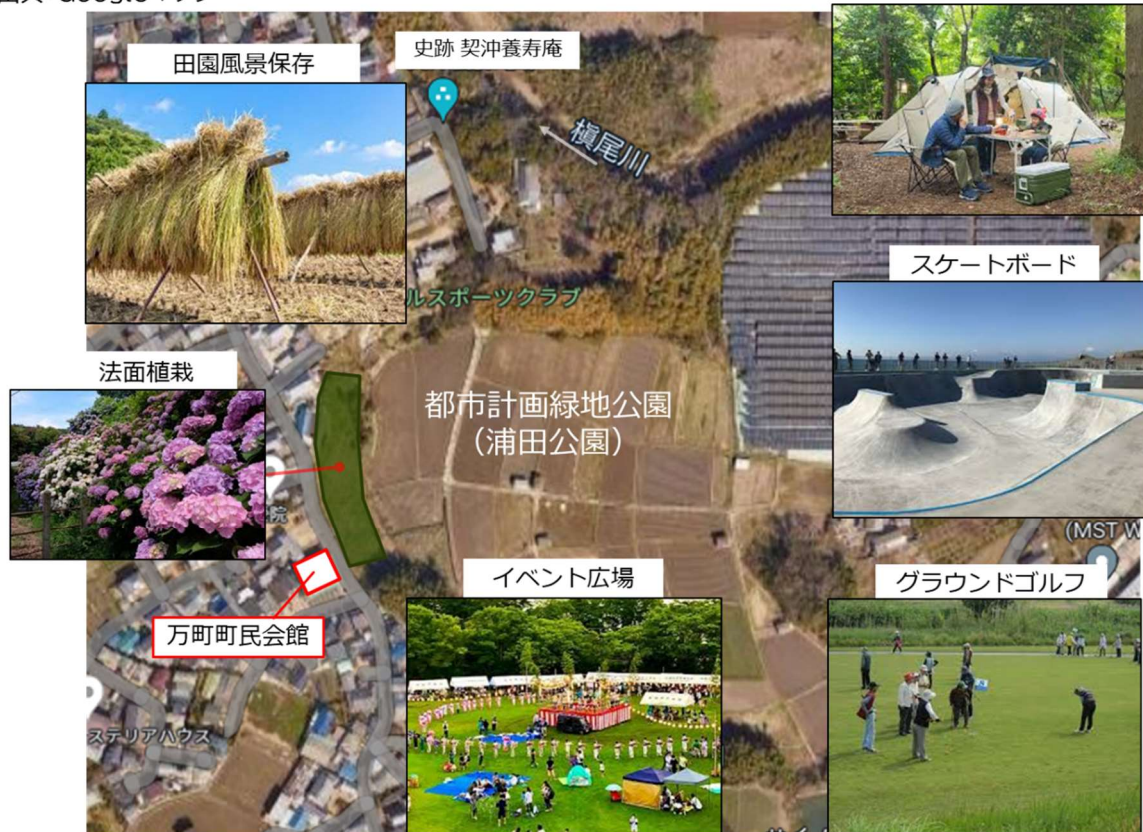 田園風景保存
史跡 契沖養寿庵
槇尾川
スケートボード
ルスポーツクラブ
法面植栽
都市計画緑地公園
（浦田公園）
院
(MST W
イベント広場
グラウンドゴルフ
万町町民会館
ステリアハウス